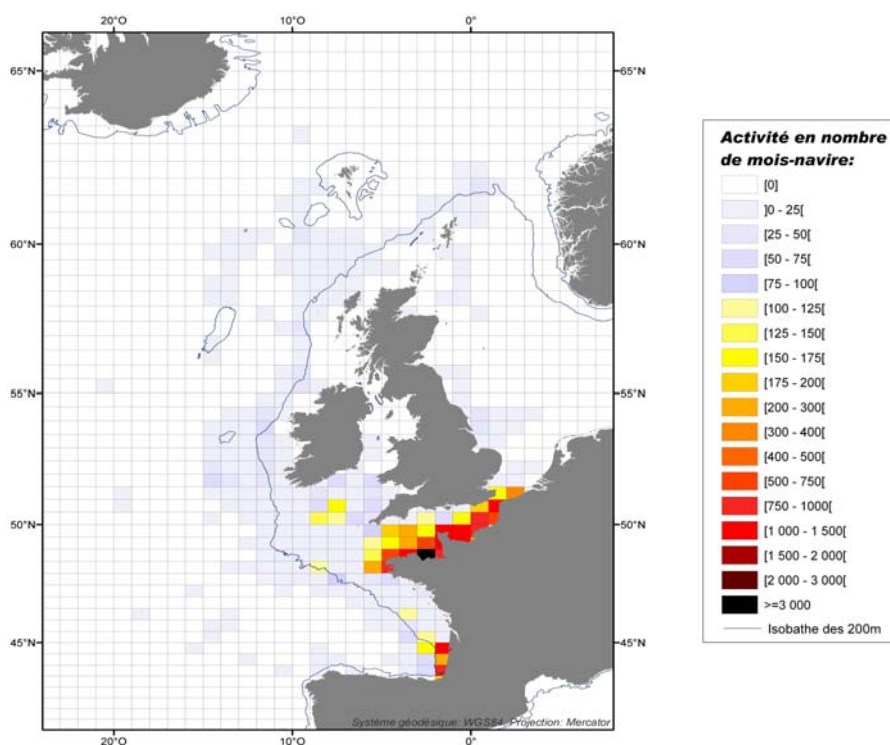 20°O 10°O 0°
65°N 65°N
60°N 60°N
55°N 55°N
50°N 50°N
45°N 45°N
Système géodésique: WGS84, Projection: Mercator
20°O 10°O 0°
Activité en nombre
de mois-navire:
[0]
]0 - 25[
[25 - 50[
[50 - 75[
[75 - 100[
[100 - 125[
[125 - 150[
[150 - 175[
[175 - 200[
[200 - 300[
[300 - 400[
[400 - 500[
[500 - 750[
[750 - 1000[
[1 000 - 1 500[
[1 500 - 2 000[
[2 000 - 3 000[
>=3 000
Isobathe des 200m